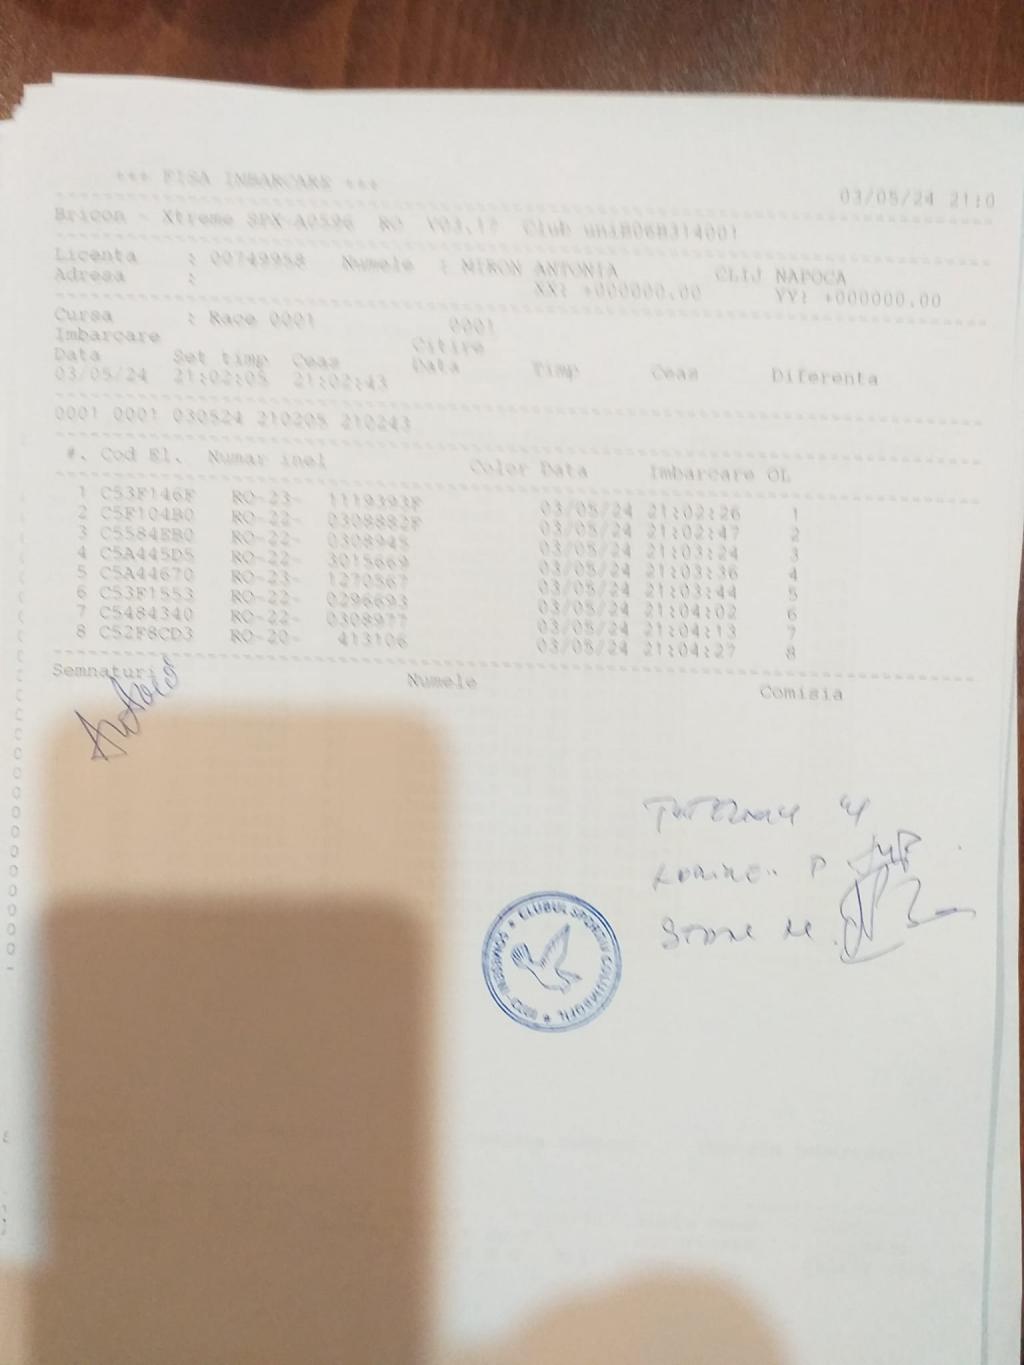 *** FISA INBARCARE ***
03/05/24 21:0
Bricon - Xtreme SPX-A0596 RO V03.17 Club uniB06B314001
Licenta : 00749958 Numele : MIRON ANTONIA CLIJ NAPOCA
Adresa : XX: +000000.00 YY: +000000.00
Cursa : Race 0001 0001
Imbarcare Citire
Data Set timp Ceas Data Timp Ceas Diferenta
03/05/24 21:02:05 21:02:43
0001 0001 030524 210205 210243
#. Cod El. Numar inel Color Data Imbarcare OL
1 C53F146F RO-23- 1119393F 03/05/24 21:02:26 1
2 C5F104B0 RO-22- 0308882F 03/05/24 21:02:47 2
3 C5584EB0 RO-22- 0308945 03/05/24 21:03:24 3
4 C5A445D5 RO-22- 3015669 03/05/24 21:03:36 4
5 C5A44670 RO-23- 1270567 03/05/24 21:03:44 5
6 C53F1553 RO-22- 0296693 03/05/24 21:04:02 6
7 C5484340 RO-22- 0308977 03/05/24 21:04:13 7
8 C52F8CD3 RO-20- 413106 03/05/24 21:04:27 8
Semnaturi Numele Comisia
CLUBUL SPORTIV COLUMBOFIL